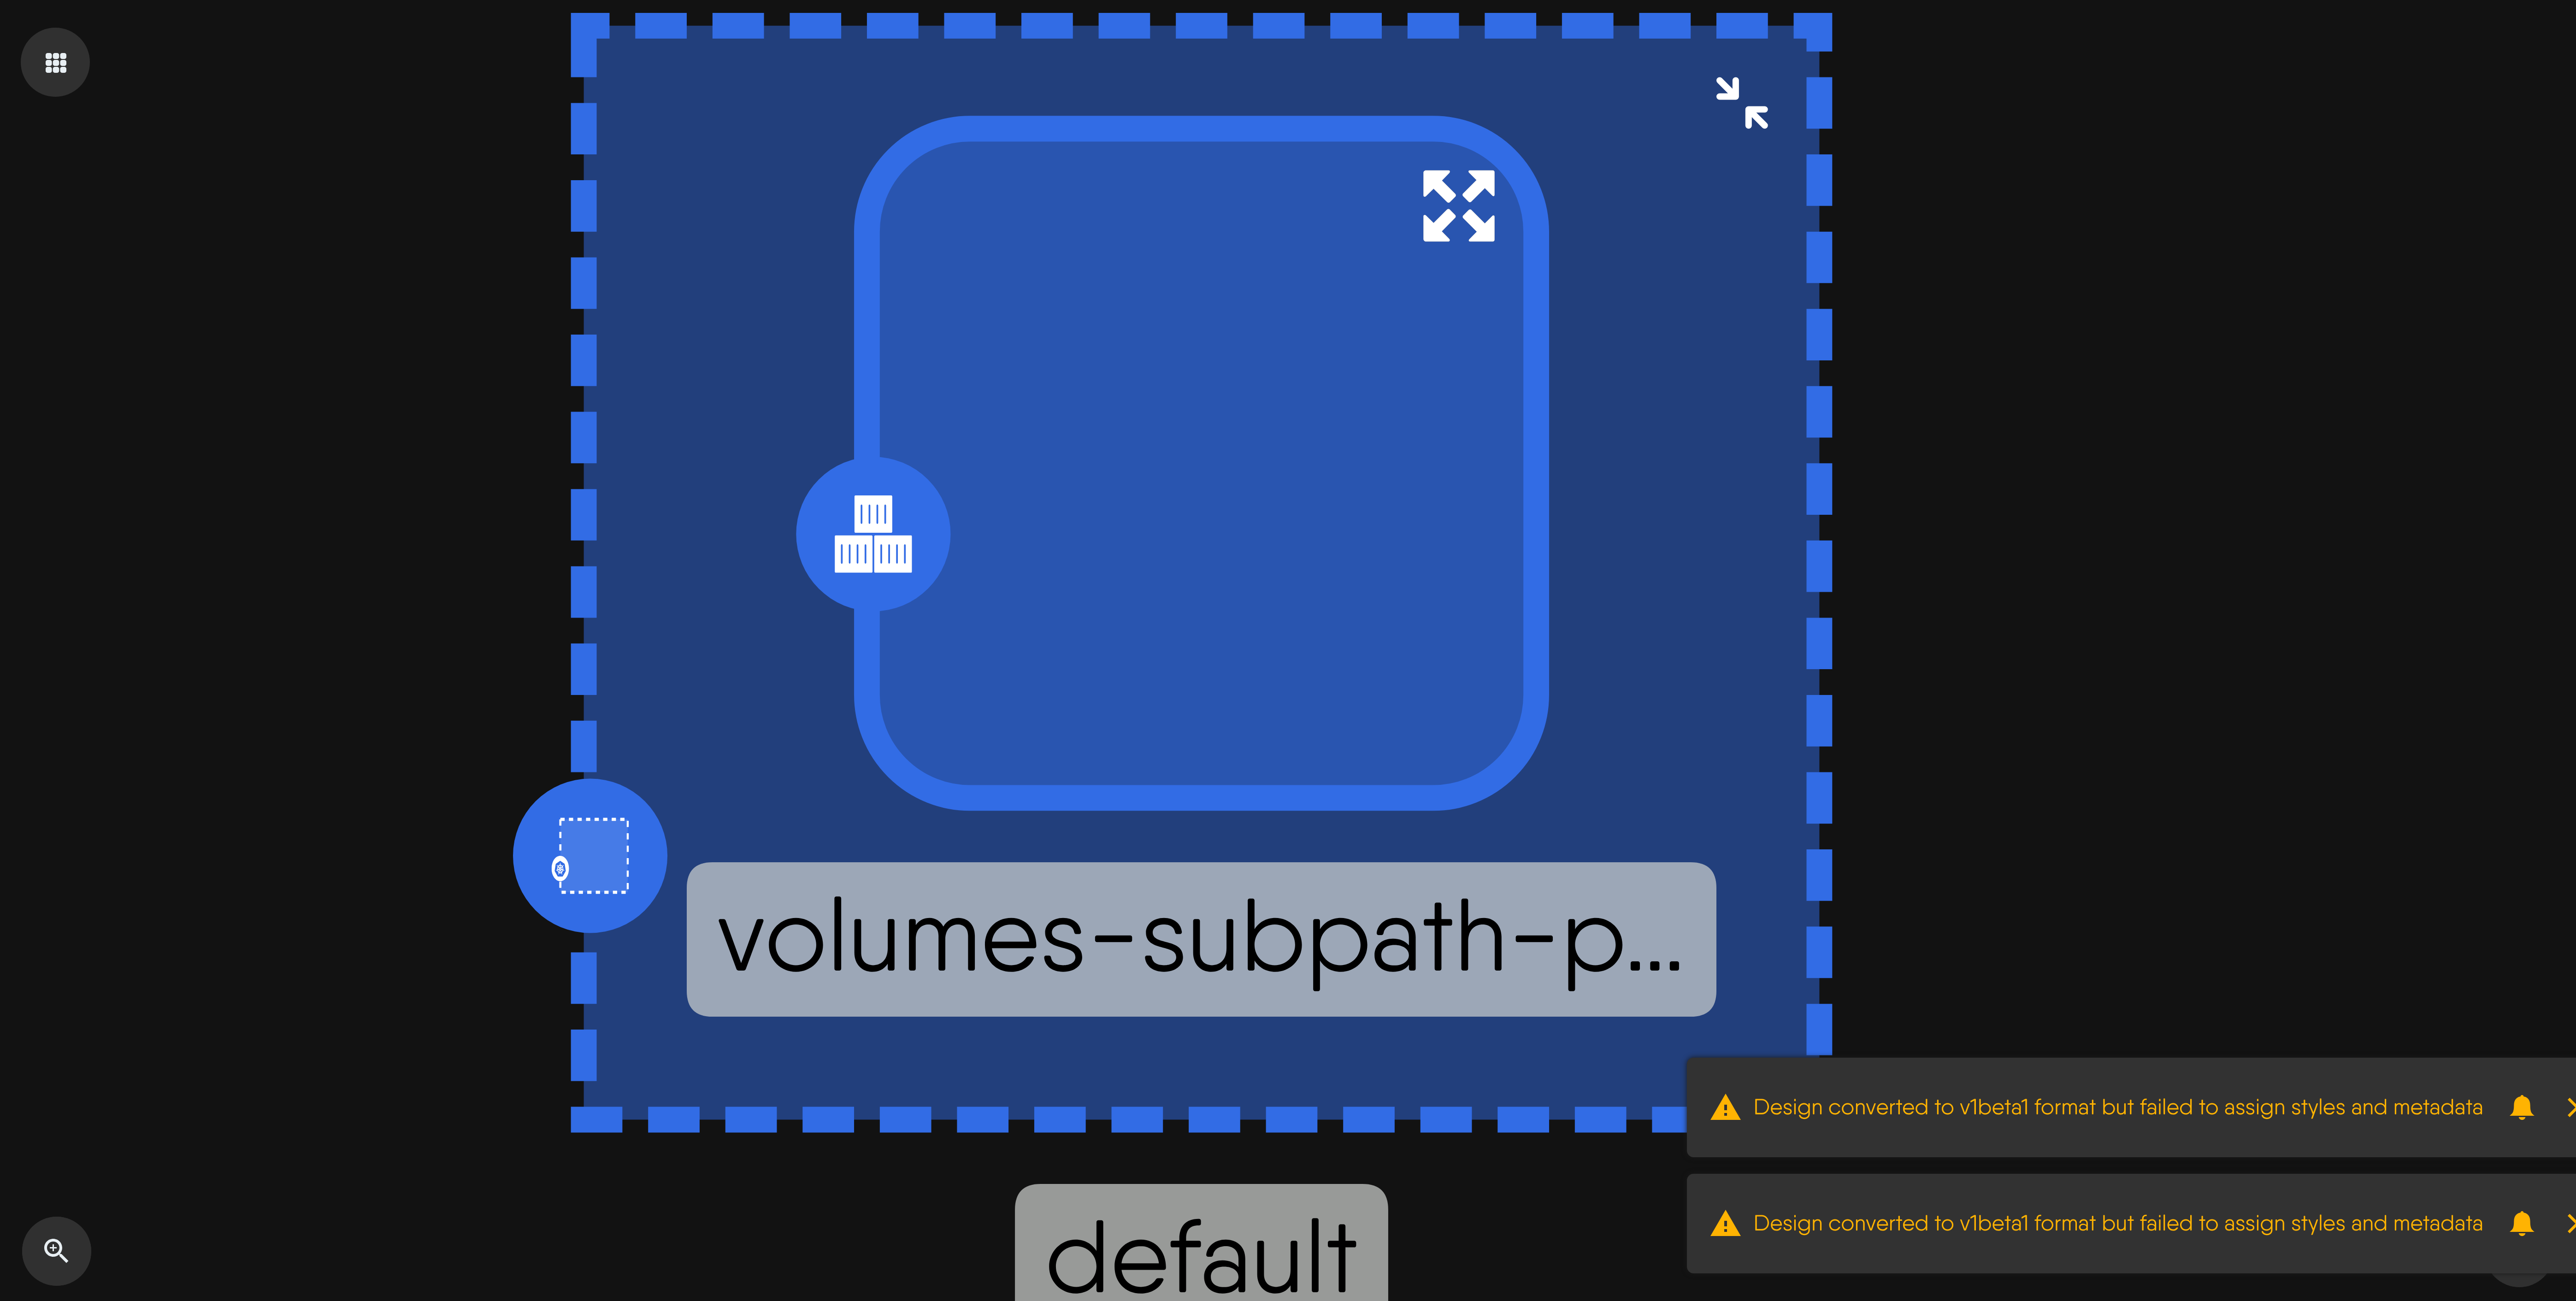 volumes-subpath-p...
Design converted to v1beta1 format but failed to assign styles and metadata
Design converted to v1beta1 format but failed to assign styles and metadata
default